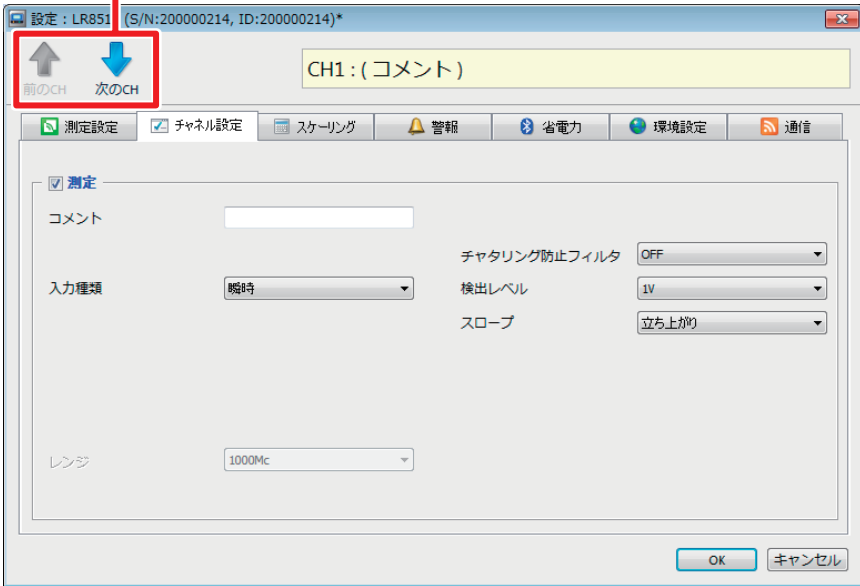 設定：LR851 (S/N:200000214, ID:200000214)*
前のCH 次のCH
CH1 : ( コメント )
測定設定 チャネル設定 スケーリング 警報 省電力 環境設定 通信
測定
コメント
チャタリング防止フィルタ OFF
入力種類 瞬時 検出レベル 1V
スロープ 立ち上がり
レンジ 1000Mc
OK キャンセル